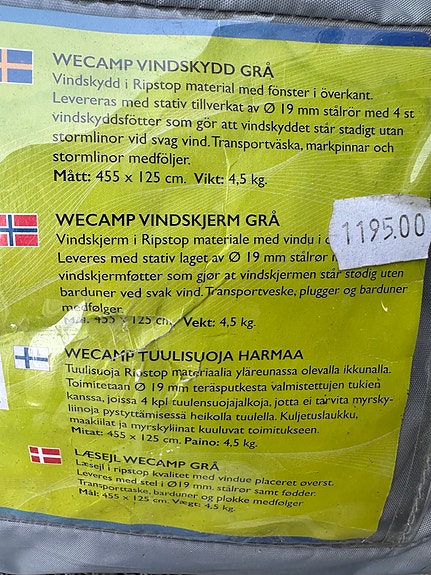 WECAMP VINDSKYDD GRÅ
Vindskydd i Ripstop material med fönster i överkant.
Levereras med stativ tillverkat av Ø 19 mm stålrör med 4 st
vindskyddsfötter som gör att vindskyddet står stadigt utan
stormlinor vid svag vind. Transportväska, markpinnar och
stormlinor medföljer.
Mått: 455 x 125 cm. Vikt: 4,5 kg.
WECAMP VINDSKJERM GRÅ
Vindskjerm i Ripstop materiale med vindu i
1195.00
Leveres med stativ laget av Ø 19 mm stålrør
vindskjermføtter som gjør at vindskjermen står stødig uten
barduner ved svak vind. Transportveske, plugger og barduner
medfølger.
Mål: 455 x 125 cm. Vekt: 4,5 kg.
WECAMP TUULISUOJA HARMAA
Tuulisuoja Ripstop materiaalia yläreunassa olevalla ikkunalla.
Toimitetaan Ø 19 mm teräsputkesta valmistettujen tukien
kanssa, joissa 4 kpl tuulensuojajalkoja, jotta ei tarvita myrsky-
liinoja pystyttämisessä heikolla tuulella. Kuljetuslaukku,
maakiilat ja myrskyliinat kuuluvat toimitukseen.
Mitat: 455 x 125 cm. Paino: 4,5 kg.
LÆSEJL WECAMP GRÅ
Læsejl i ripstop kvalitet med vindue placeret øverst.
Leveres med stel i Ø19 mm. stålrør samt fødder.
Transporttaske, barduner og pløkke medfølger
Mål: 455 x 125 cm. Vægt: 4,5 kg.